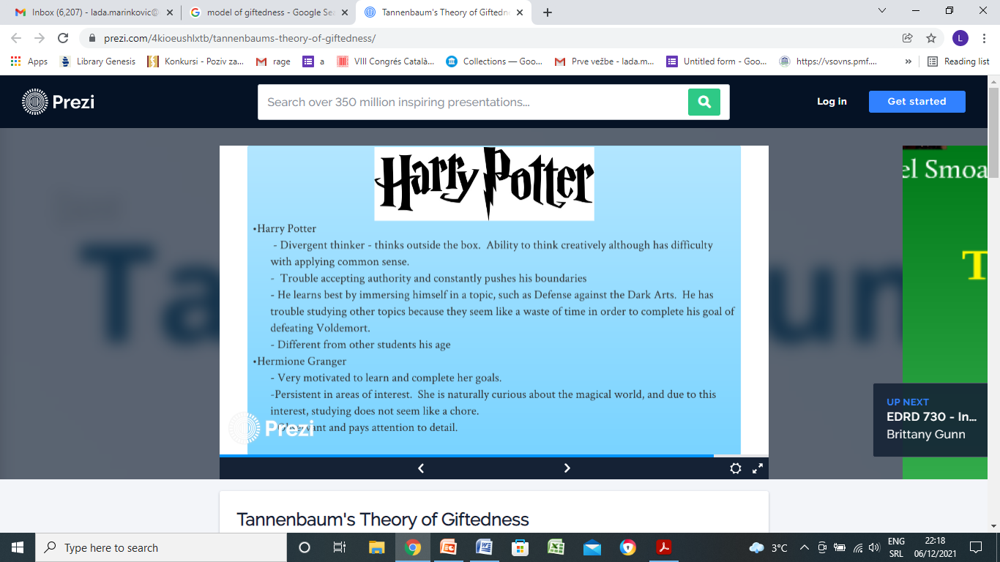 Inbox (6,207) - lada.marinkovic@
model of giftedness - Google Sea
Tannenbaum's Theory of Giftedn
prezi.com/4kioeushlxtb/tannenbaums-theory-of-giftedness/
L
Apps
Library Genesis
Konkursi - Poziv za...
rage
a
VIII Congrés Català...
Collections — Goo...
Prve vežbe - lada.m...
Untitled form - Goo...
https://vsovns.pmf....
»
Reading list
Prezi
Search over 350 million inspiring presentations...
Log in
Get started
Harry Potter
•Harry Potter
- Divergent thinker - thinks outside the box. Ability to think creatively although has difficulty
with applying common sense.
- Trouble accepting authority and constantly pushes his boundaries
- He learns best by immersing himself in a topic, such as Defense against the Dark Arts. He has
trouble studying other topics because they seem like a waste of time in order to complete his goal of
defeating Voldemort.
- Different from other students his age
•Hermione Granger
- Very motivated to learn and complete her goals.
-Persistent in areas of interest. She is naturally curious about the magical world, and due to this
interest, studying does not seem like a chore.
and pays attention to detail.
Prezi
Ta
un
el Smoa
T
UP NEXT
EDRD 730 - In...
Brittany Gunn
Tannenbaum's Theory of Giftedness
Type here to search
3°C
ENG
SRL
22:18
06/12/2021